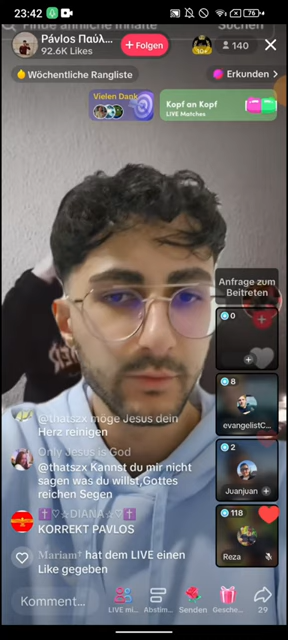 23:42
76
Finde ähnliche Inhalte
Suchen
Pávlos Παύλ...
92.6K Likes
+ Folgen
140
Wöchentliche Rangliste
Erkunden >
Vielen Dank
Kopf an Kopf
LIVE Matches
Anfrage zum
Beitreten
0
8
evangelistC...
2
Juanjuan
118
Reza
@thatszx möge Jesus dein
Herz reinigen
Only Jesus is God
@thatszx Kannst du mir nicht
sagen was du willst,Gottes
reichen Segen
DIANA
KORREKT PAVLOS
Mariam† hat dem LIVE einen
Like gegeben
Komment...
LIVE mi...
Abstim...
Senden
Gesche...
29